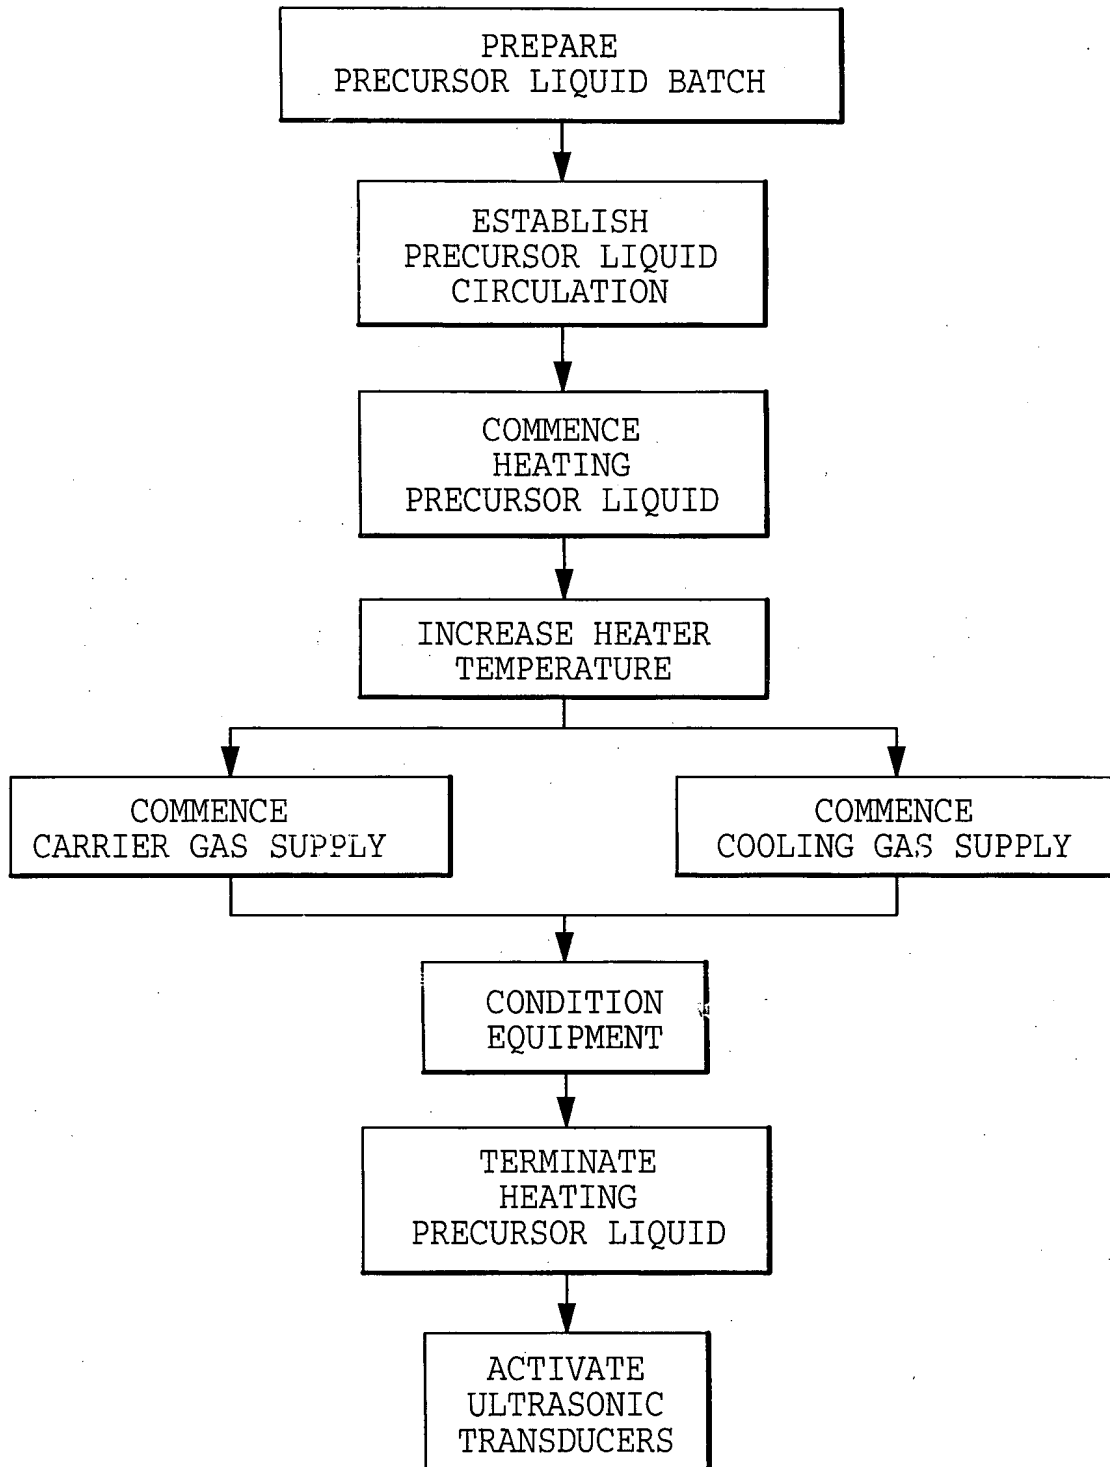 PREPARE
PRECURSOR LIQUID BATCH
ESTABLISH
PRECURSOR LIQUID
CIRCULATION
COMMENCE
HEATING
PRECURSOR LIQUID
INCREASE HEATER
TEMPERATURE
COMMENCE
CARRIER GAS SUPPLY
COMMENCE
COOLING GAS SUPPLY
CONDITION
EQUIPMENT
TERMINATE
HEATING
PRECURSOR LIQUID
ACTIVATE
ULTRASONIC
TRANSDUCERS